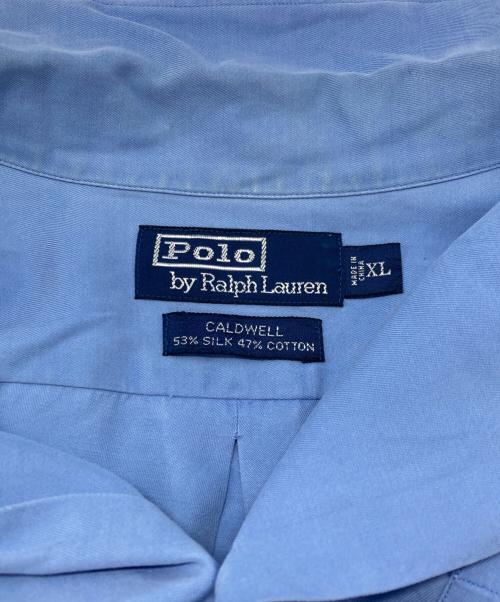 Polo
by Ralph Lauren
MADE IN
CHINA
XL
CALDWELL
53% SILK 47% COTTON